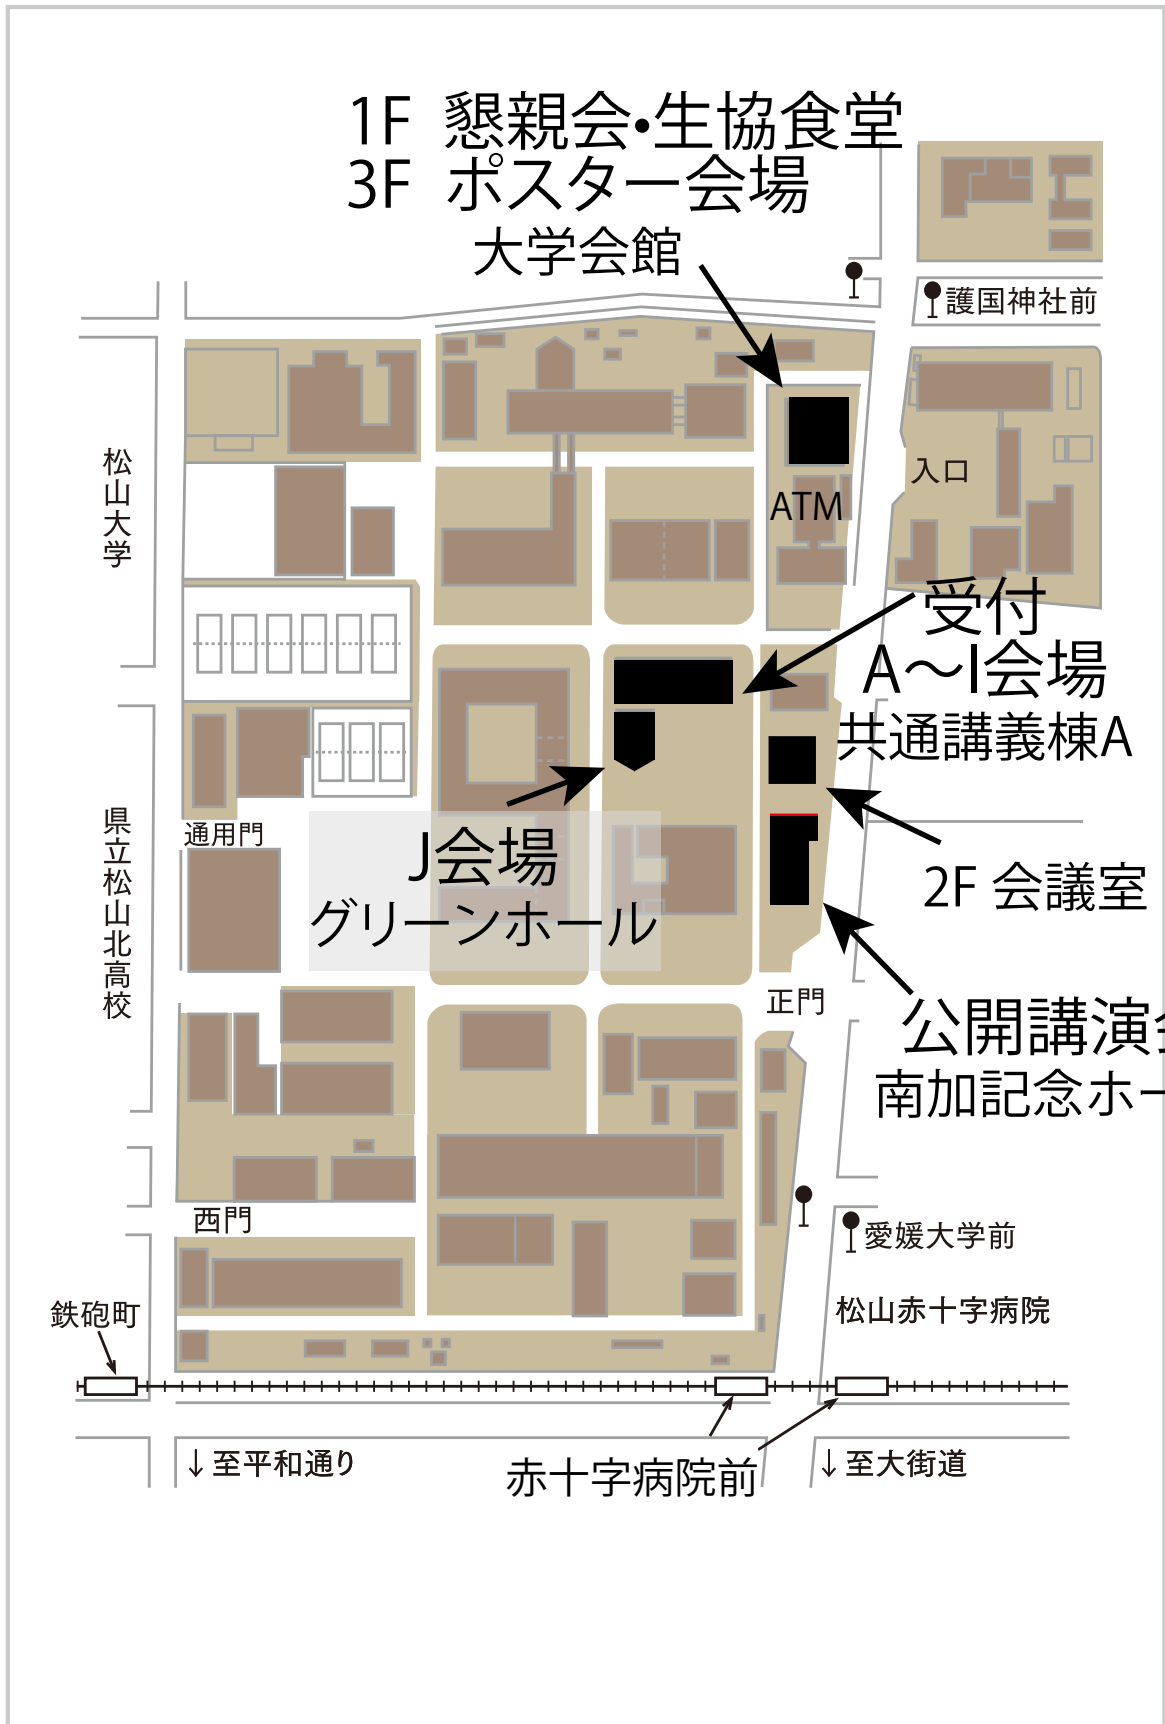 1F 懇親会・生協食堂
3F ポスター会場
大学会館
護国神社前
松山大学
入口
ATM
受付
A～I会場
共通講義棟A
県立松山北高校
通用門
J会場
グリーンホール
2F 会議室
正門
公開講演会
南加記念ホー
西門
愛媛大学前
松山赤十字病院
鉄砲町
↓至平和通り
赤十字病院前
↓至大街道